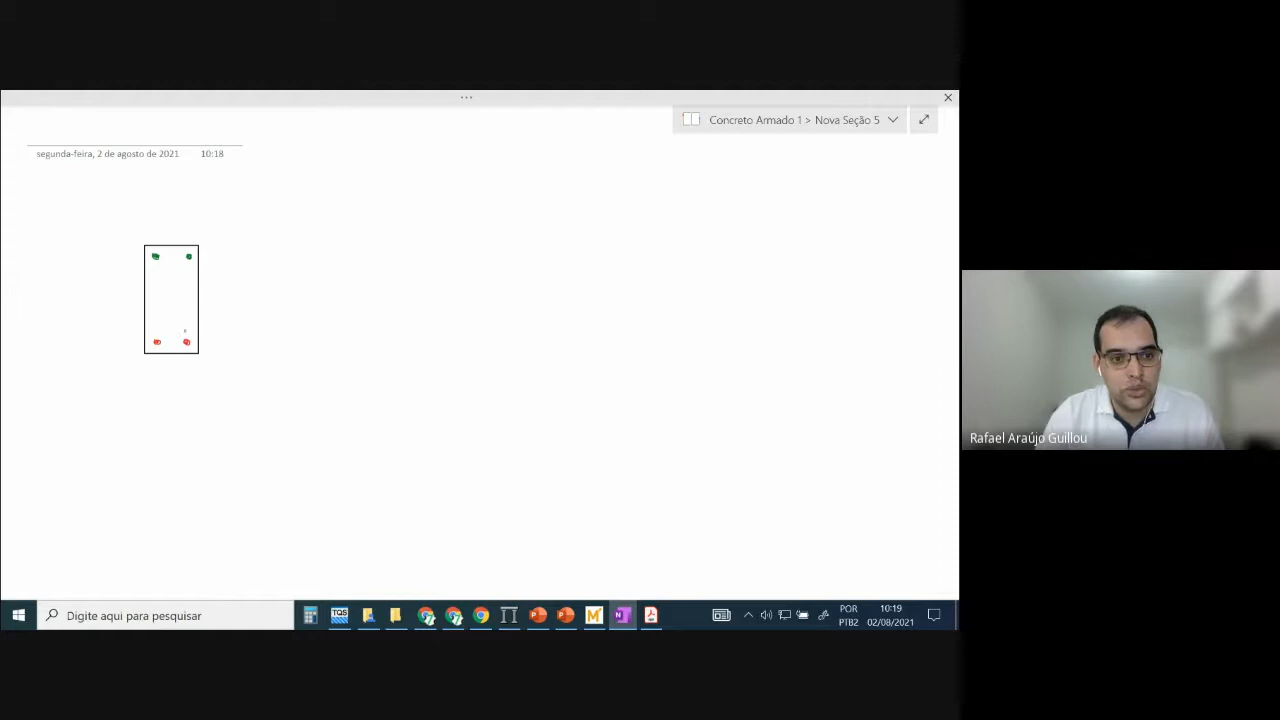 Concreto Armado 1 > Nova Seção 5
segunda-feira, 2 de agosto de 2021 10:18
Rafael Araújo Guillou
Digite aqui para pesquisar
TQS
POR
PTB2
10:19
02/08/2021